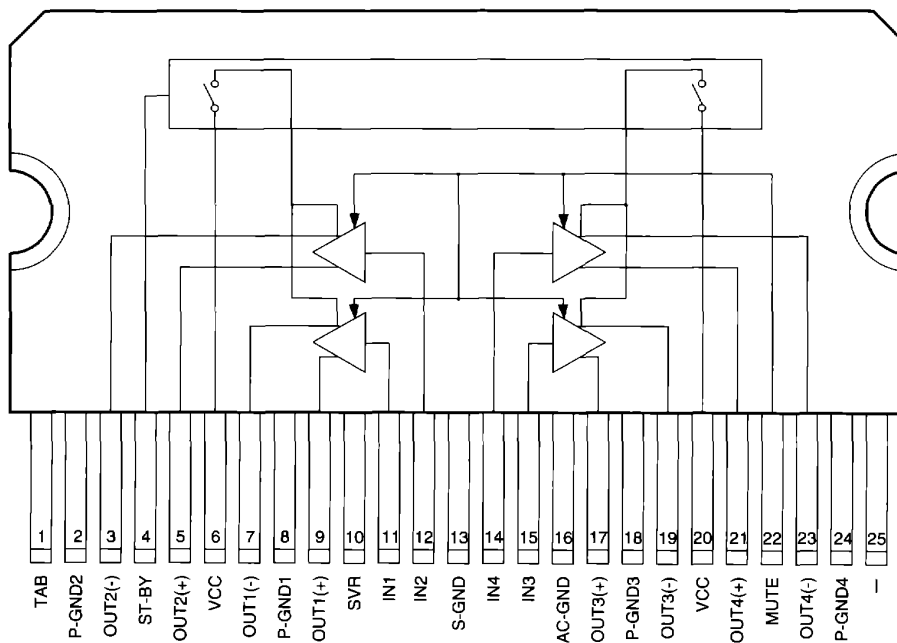 1 2 3 4 5 6 7 8 9 10 11 12 13 14 15 16 17 18 19 20 21 22 23 24 25
TAB
P-GND2
OUT2(-)
ST-BY
OUT2(+)
VCC
OUT1(-)
P-GND1
OUT1(+)
SVR
IN1
IN2
S-GND
IN4
IN3
AC-GND
OUT3(+)
P-GND3
OUT3(-)
VCC
OUT4(+)
MUTE
OUT4(-)
P-GND4
–